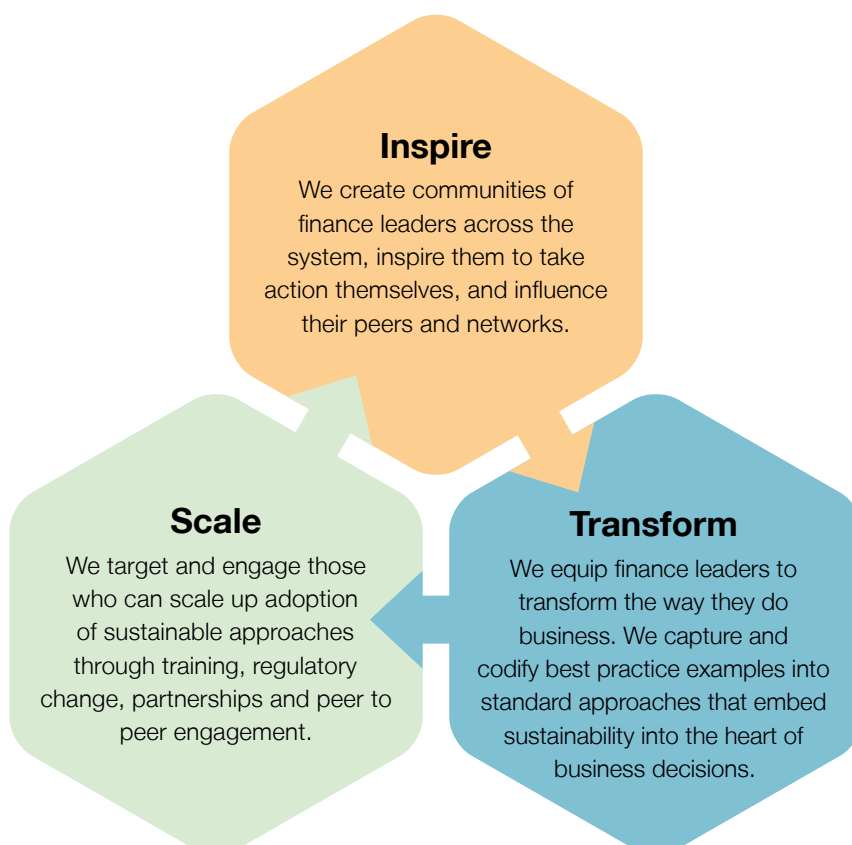 Inspire
We create communities of
finance leaders across the
system, inspire them to take
action themselves, and influence
their peers and networks.
Scale
We target and engage those
who can scale up adoption
of sustainable approaches
through training, regulatory
change, partnerships and peer to
peer engagement.
Transform
We equip finance leaders to
transform the way they do
business. We capture and
codify best practice examples into
standard approaches that embed
sustainability into the heart of
business decisions.